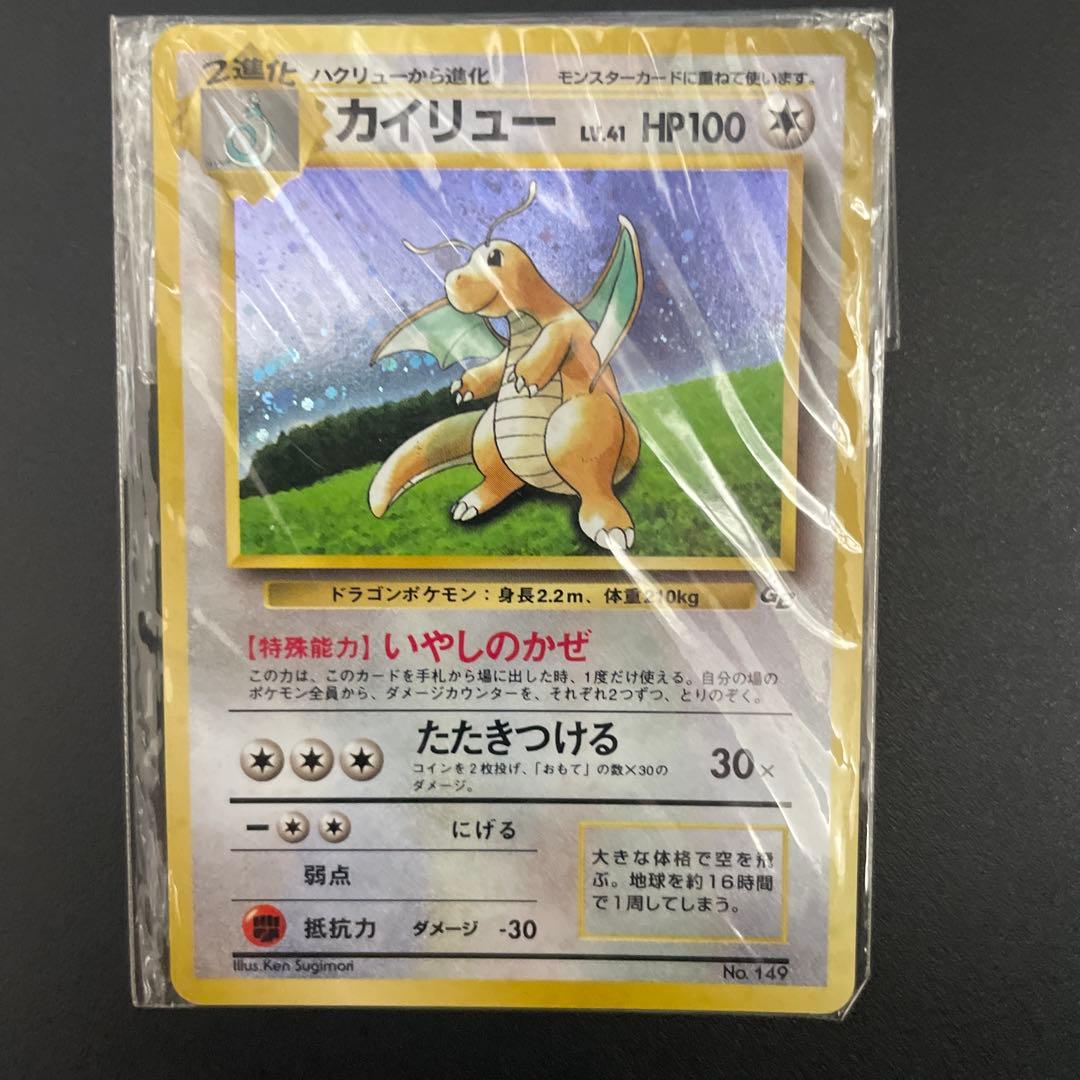 2進化 ハクリューから進化 モンスターカードに重ねて使います。
カイリュー LV.41 HP100
ドラゴンポケモン：身長2.2m、体重210kg GB
【特殊能力】いやしのかぜ
この力は、このカードを手札から場に出した時、1度だけ使える。自分の場の
ポケモン全員から、ダメージカウンターを、それぞれ2つずつ、とりのぞく。
たたきつける 30×
コインを2枚投げ、「おもて」の数×30の
ダメージ。
にげる
弱点
抵抗力 ダメージ -30
大きな体格で空を飛
ぶ。地球を約16時間
で1周してしまう。
Illus.Ken Sugimori
No.149